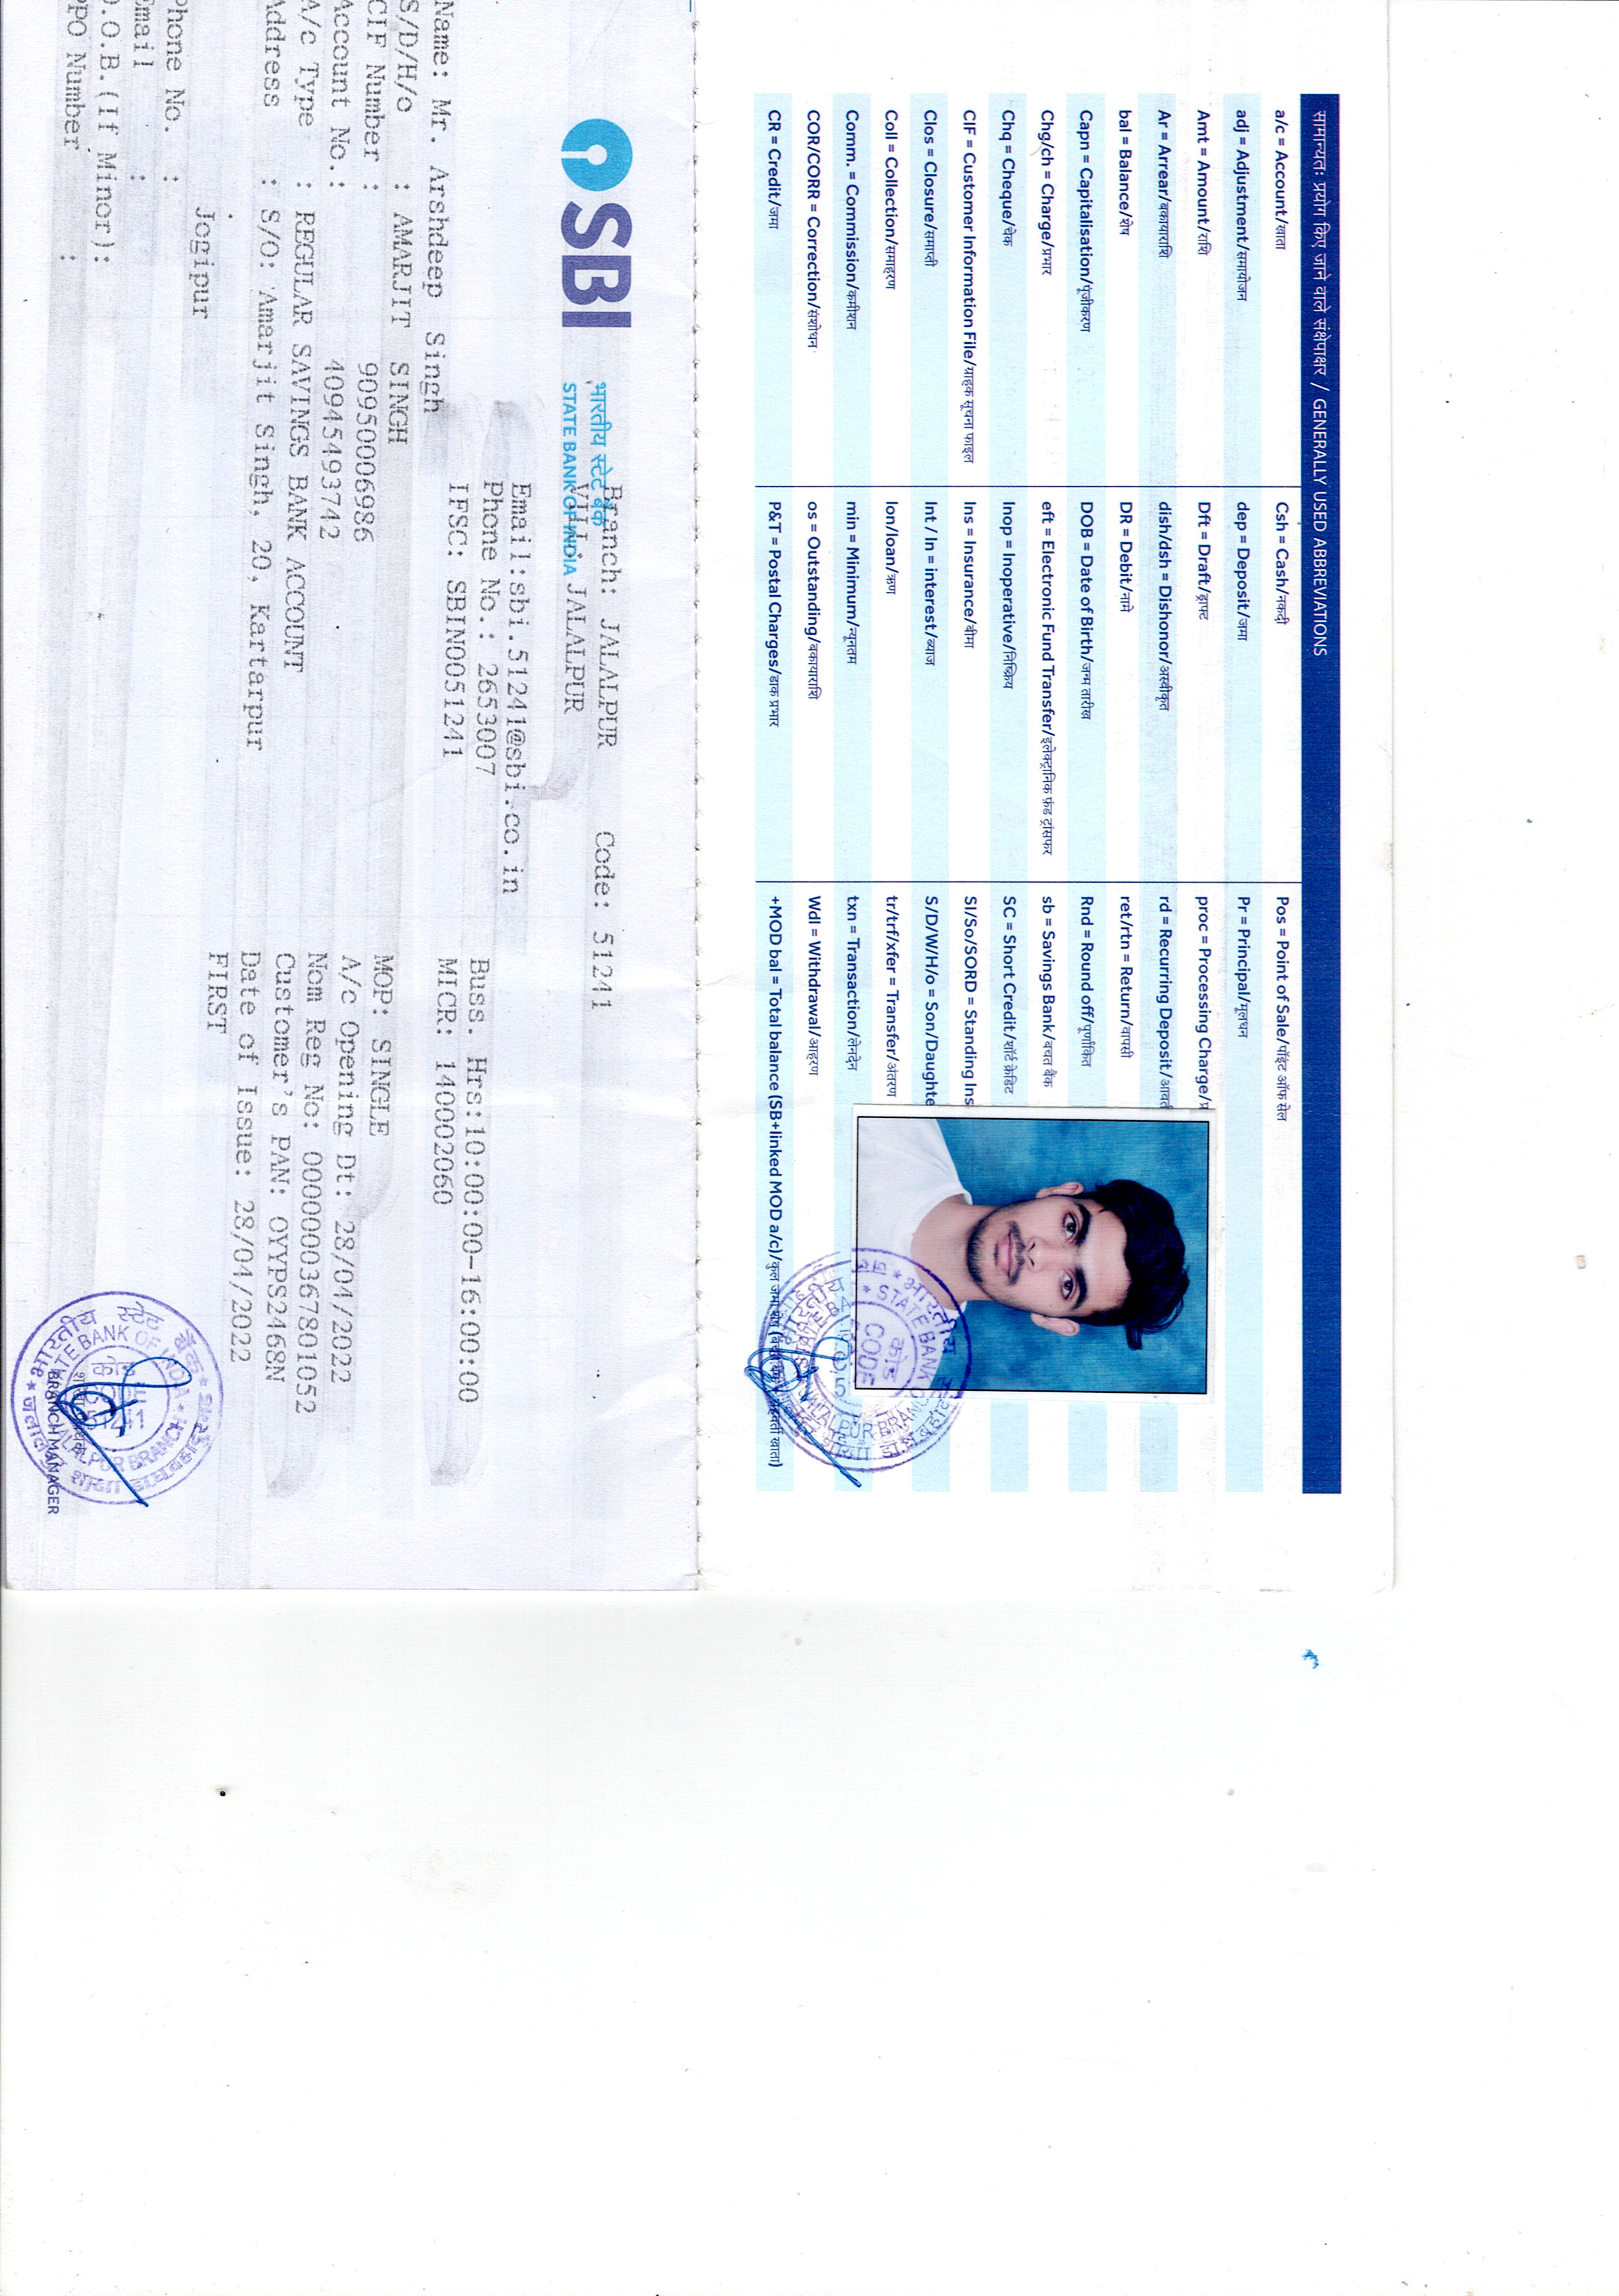 सामान्यतः प्रयोग किए जाने वाले संक्षेपाक्षर / GENERALLY USED ABBREVIATIONS
a/c = Account/खाता
adj = Adjustment/समायोजन
Amt = Amount/राशि
Ar = Arrear/बकायाराशि
bal = Balance/शेष
Capn = Capitalisation/पूंजीकरण
Chg/ch = Charge/प्रभार
Chq = Cheque/चेक
CIF = Customer Information File/ग्राहक सूचना फाइल
Clos = Closure/समाप्ती
Coll = Collection/समाहरण
Comm. = Commission/कमीशन
COR/CORR = Correction/संशोधन
CR = Credit/जमा
Csh = Cash/नकदी
dep = Deposit/जमा
Dft = Draft/ड्राफ्ट
dish/dsh = Dishonor/अस्वीकृत
DR = Debit/नामे
DOB = Date of Birth/जन्म तारीख
eft = Electronic Fund Transfer/इलेक्ट्रानिक फ़ंड ट्रांसफर
Inop = Inoperative/निष्क्रिय
Ins = Insurance/बीमा
Int / In = interest/ब्याज
lon/loan/ऋण
min = Minimum/न्यूनतम
os = Outstanding/बकायाराशि
P&T = Postal Charges/डाक प्रभार
Pos = Point of Sale/पॉइंट ऑफ सेल
Pr = Principal/मूलधन
proc = Processing Charge/प्र
rd = Recurring Deposit/आवर्ती
ret/rtn = Return/वापसी
Rnd = Round off/पूर्णांकित
sb = Savings Bank/बचत बैंक
SC = Short Credit/शॉर्ट क्रेडिट
SI/So/SORD = Standing Ins
S/D/W/H/o = Son/Daughte
tr/trf/xfer = Transfer/अंतरण
txn = Transaction/लेनदेन
Wdl = Withdrawal/आहरण
+MOD bal = Total balance (SB+linked MOD a/c)/कुल जमा शेष
भारतीय
STATE BANK
कोड
CODE
JALALPUR BRANCH
SBI
भारतीय स्टेट बैंक
STATE BANK OF INDIA
Branch: JALALPUR Code: 51241
VILL JALALPUR
Email:sbi.51241@sbi.co.in
Phone No.: 2653007 Buss. Hrs:10:00:00-16:00:00
IFSC: SBIN0051241 MICR: 140002060
Name: Mr. Arshdeep Singh
S/D/H/o : AMARJIT SINGH MOP: SINGLE
CIF Number : 90950006986 A/c Opening Dt: 28/04/2022
Account No.: 40945493742 Nom Reg No: 00000000367801052
A/c Type : REGULAR SAVINGS BANK ACCOUNT Customer's PAN: OYYPS2468N
Address : S/O: Amarjit Singh, 20, Kartarpur Date of Issue: 28/04/2022
FIRST
Jogipur
Phone No. :
Email :
D.O.B.(If Minor):
PPO Number :
भारतीय स्टेट बैंक
STATE BANK OF INDIA
कोड
JALALPUR BRANCH
BRANCH MANAGER